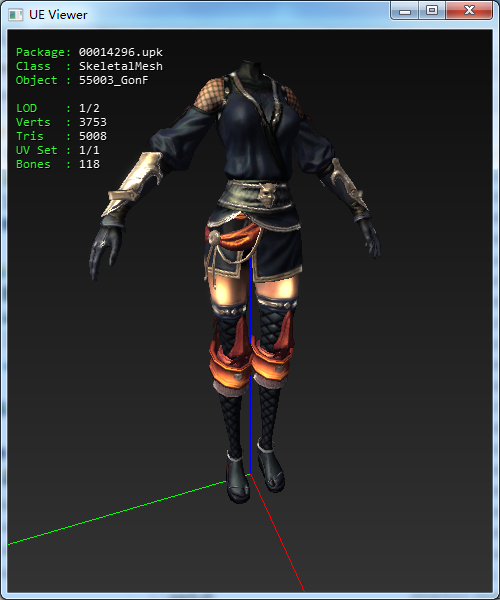 UE Viewer
Package: 00014296.upk
Class : SkeletalMesh
Object : 55003_GonF
LOD : 1/2
Verts : 3753
Tris : 5008
UV Set : 1/1
Bones : 118